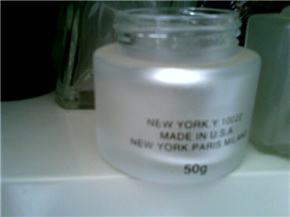 NEW YORK.Y 10022
MADE IN U.S.A
NEW YORK PARIS MILANO
50g